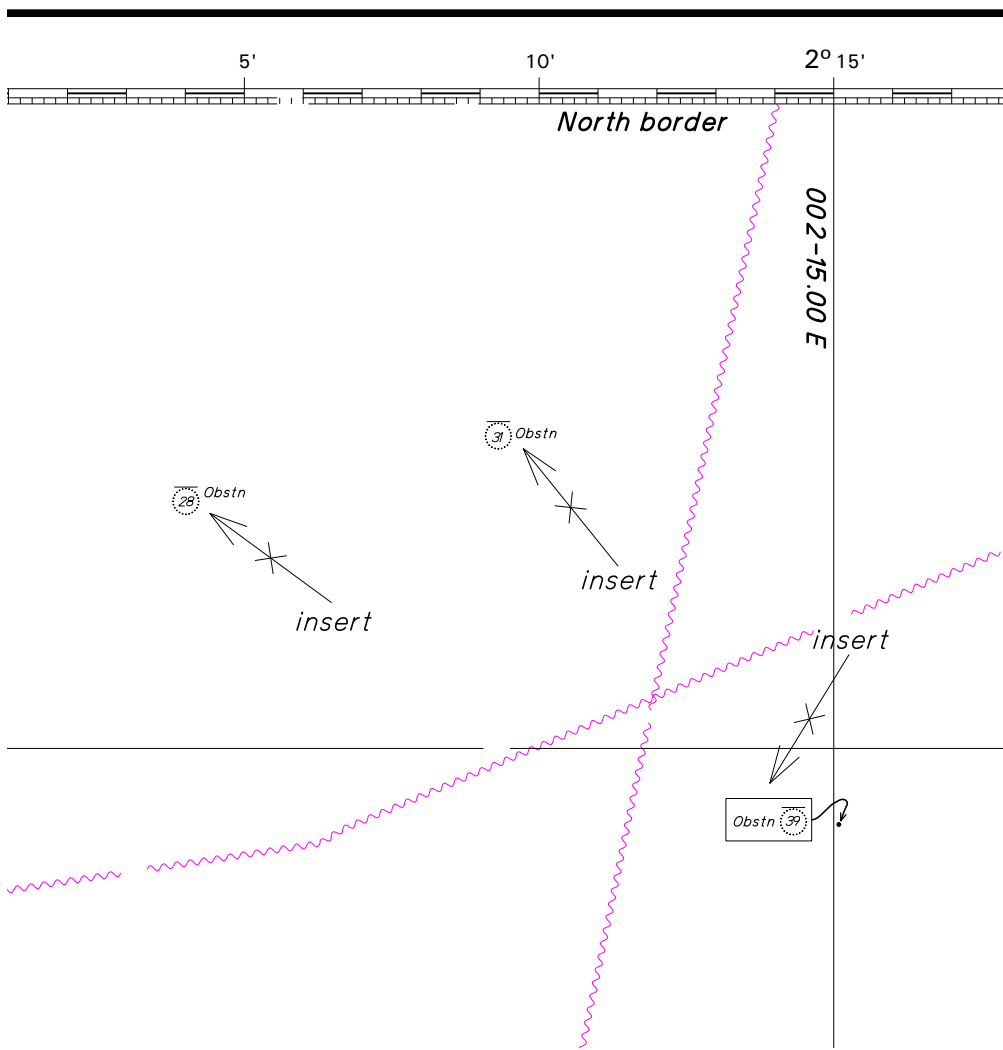 5' 10' 2° 15'
North border
002-15.00 E
31 Obstn
28 Obstn
insert
insert
insert
Obstn 39